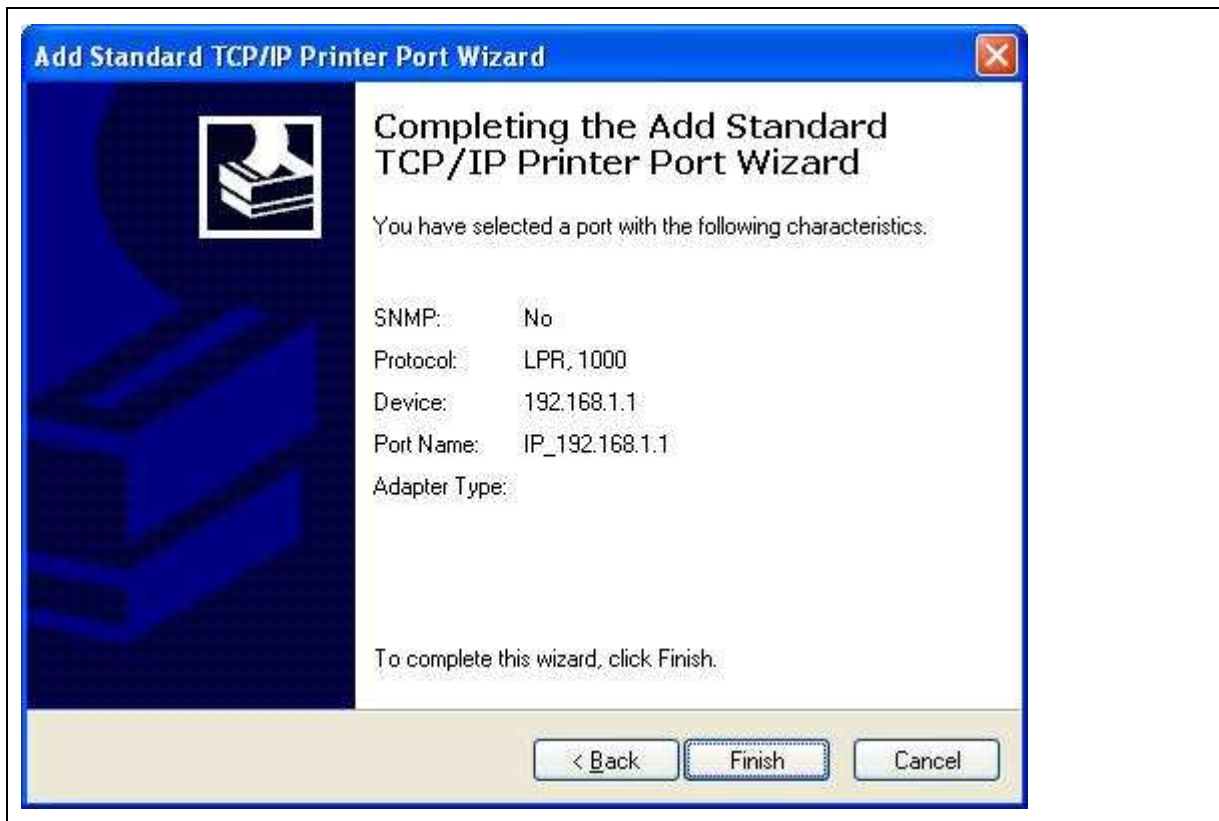 Add Standard TCP/IP Printer Port Wizard
Completing the Add Standard
TCP/IP Printer Port Wizard
You have selected a port with the following characteristics.
SNMP: No
Protocol: LPR, 1000
Device: 192.168.1.1
Port Name: IP_192.168.1.1
Adapter Type:
To complete this wizard, click Finish.
< Back Finish Cancel